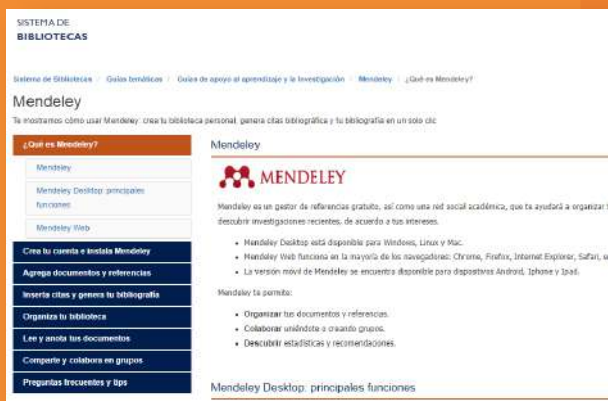 SISTEMA DE
BIBLIOTECAS
Sistema de Bibliotecas / Guías temáticas / Guías de apoyo al aprendizaje y la investigación / Mendeley / ¿Qué es Mendeley?
Mendeley
Te mostramos cómo usar Mendeley: crea tu biblioteca personal, genera citas bibliográfica y tu bibliografía en un solo clic
¿Qué es Mendeley?
Mendeley
Mendeley Desktop: principales
funciones
Mendeley Web
Crea tu cuenta e instala Mendeley
Agrega documentos y referencias
Inserta citas y genera tu bibliografía
Organiza tu biblioteca
Lee y anota tus documentos
Comparte y colabora en grupos
Preguntas frecuentes y tips
Mendeley
MENDELEY
Mendeley es un gestor de referencias gratuito, así como una red social académica, que te ayudará a organizar
descubrir investigaciones recientes, de acuerdo a tus intereses.
• Mendeley Desktop está disponible para Windows, Linux y Mac.
• Mendeley Web funciona en la mayoría de los navegadores: Chrome, Firefox, Internet Explorer, Safari,
• La versión móvil de Mendeley se encuentra disponible para dispositivos Android, Iphone y Ipad.
Mendeley te permite:
• Organizar tus documentos y referencias.
• Colaborar uniéndote o creando grupos.
• Descubrir estadísticas y recomendaciones.
Mendeley Desktop: principales funciones